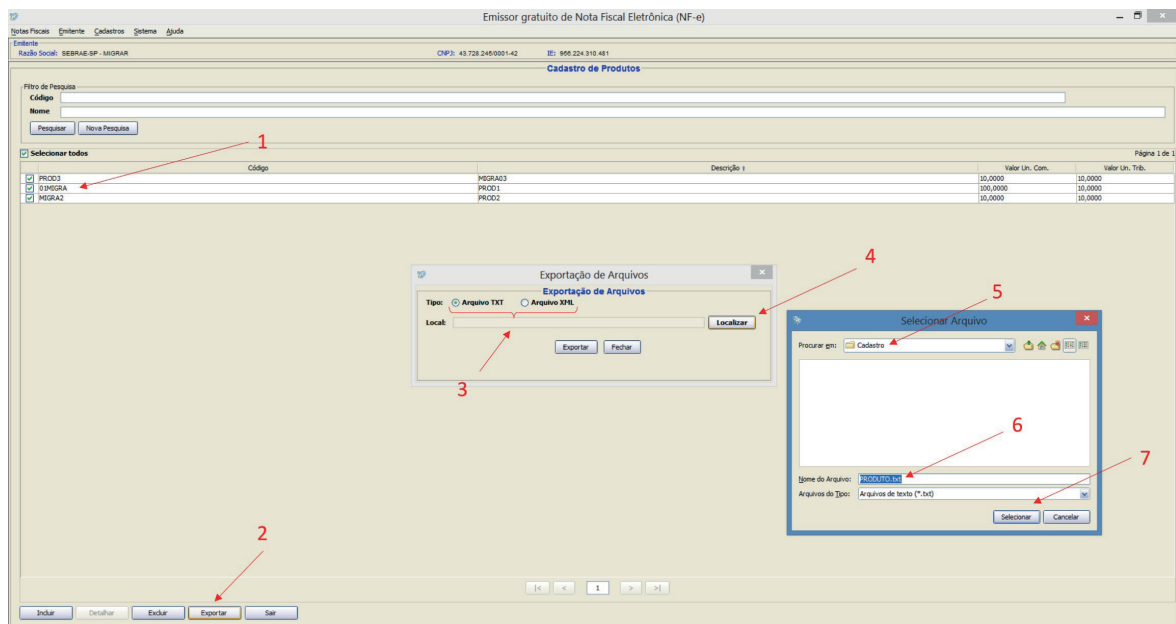 Emissor gratuito de Nota Fiscal Eletrônica (NF-e)
Notas Fiscais Emitente Cadastros Sistema Ajuda
Emitente
Razão Social: SEBRAE-SP - MIGRAR CNPJ: 43.728.245/0001-42 IE: 956.224.310.481
Cadastro de Produtos
Filtro de Pesquisa
Código
Nome
Pesquisar Nova Pesquisa
1
Selecionar todos Página 1 de 1
Código Descrição Valor Un. Com. Valor Un. Trib.
PROD3 MIGRA03 10,0000 10,0000
01MIGRA PROD1 100,0000 10,0000
MIGRA2 PROD2 10,0000 10,0000
Exportação de Arquivos
Exportação de Arquivos
Tipo: Arquivo TXT Arquivo XML
Local: Localizar
Exportar Fechar
3
4
5
Selecionar Arquivo
Procurar em: Cadastro
6
7
Nome do Arquivo: PRODUTO.txt
Arquivos do Tipo: Arquivos de texto (*.txt)
Selecionar Cancelar
2
|< < 1 > >|
Incluir Detalhar Excluir Exportar Sair